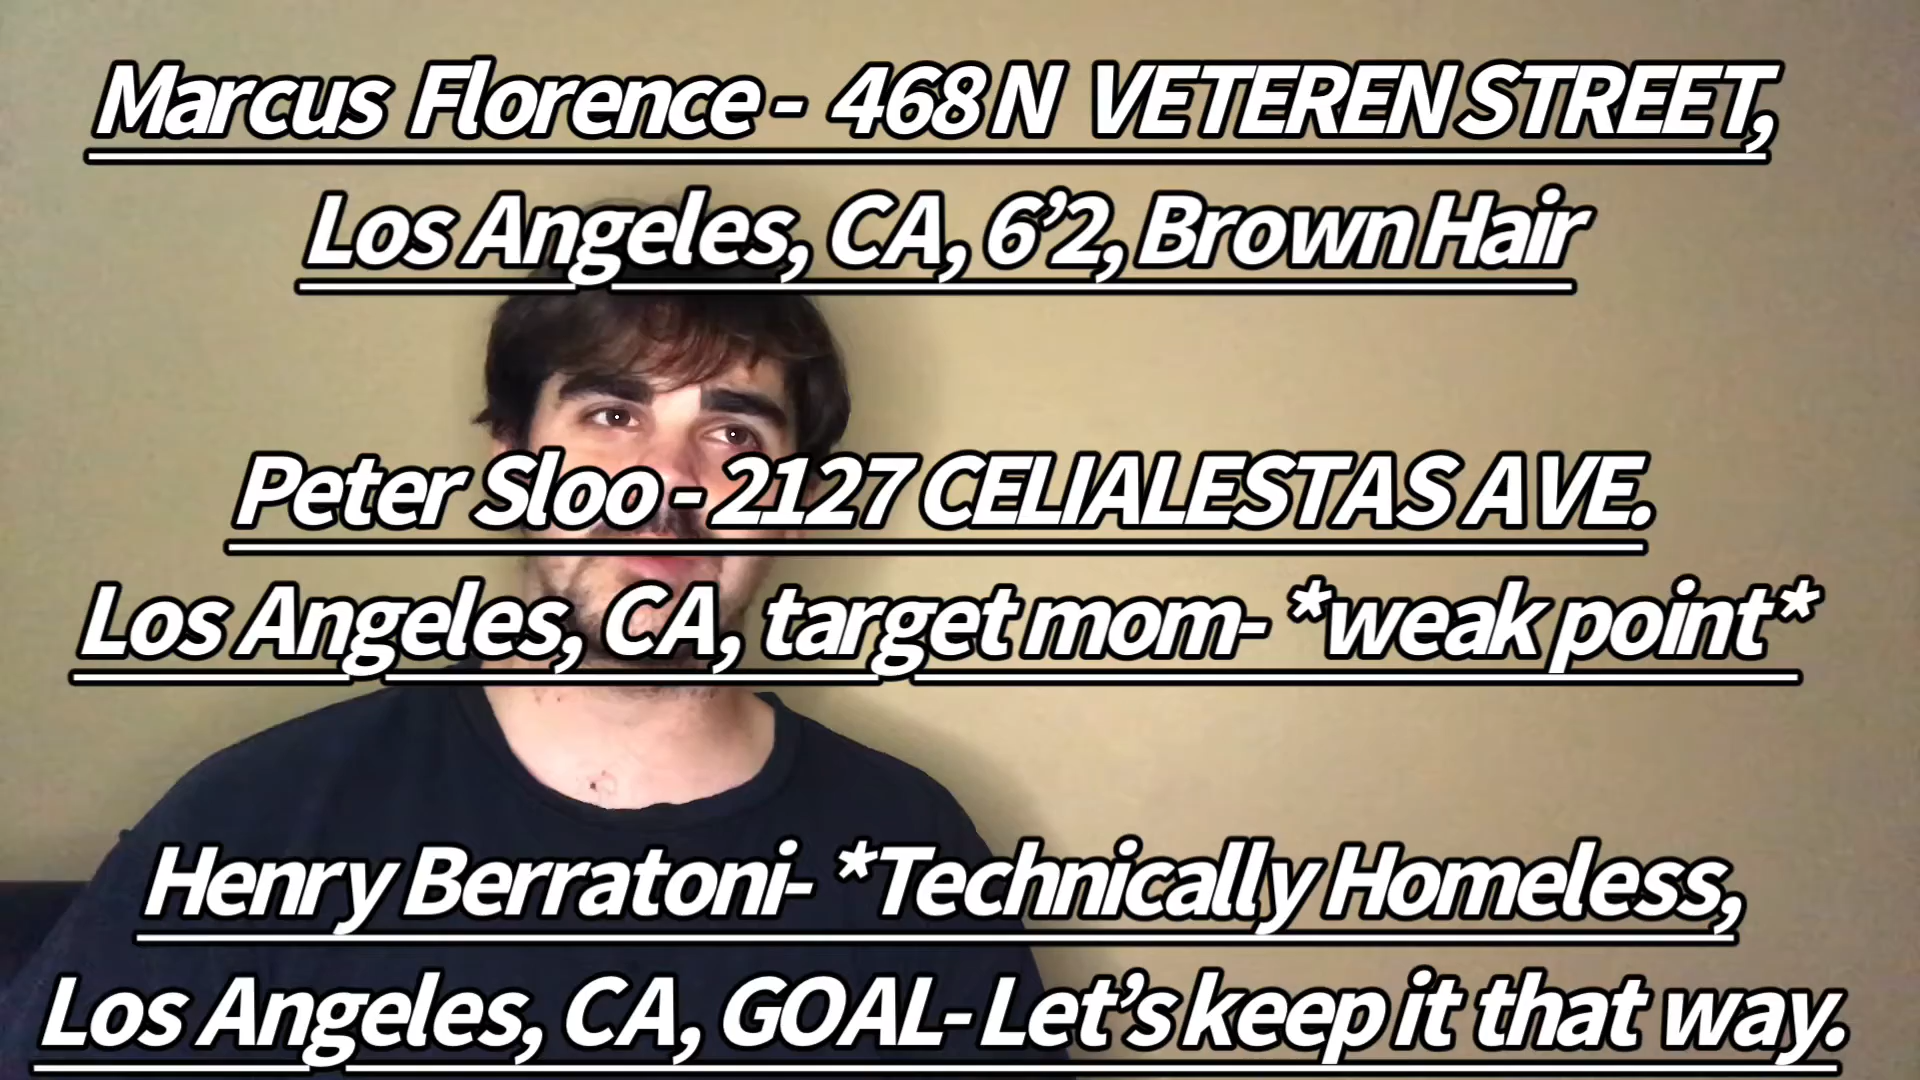 Marcus Florence - 468 N VETEREN STREET,
Los Angeles, CA, 6’2, Brown Hair
Peter Sloo - 2127 CELIALESTAS AVE.
Los Angeles, CA, target mom- *weak point*
Henry Berratoni- *Technically Homeless,
Los Angeles, CA, GOAL- Let’s keep it that way.